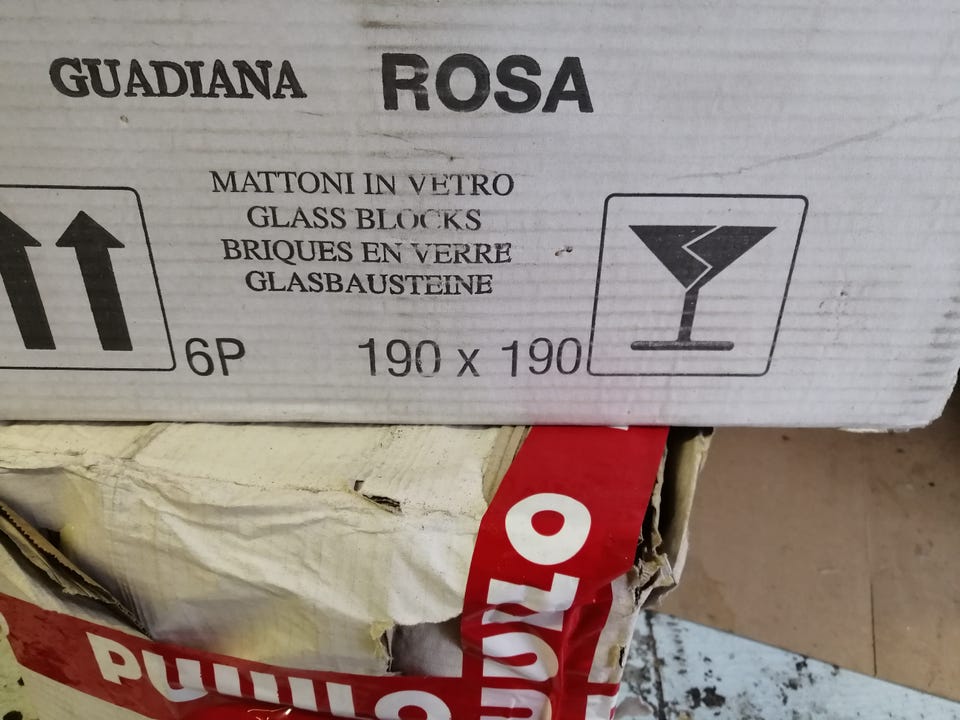 GUADIANA ROSA
MATTONI IN VETRO
GLASS BLOCKS
BRIQUES EN VERRE
GLASBAUSTEINE
6P 190 x 190